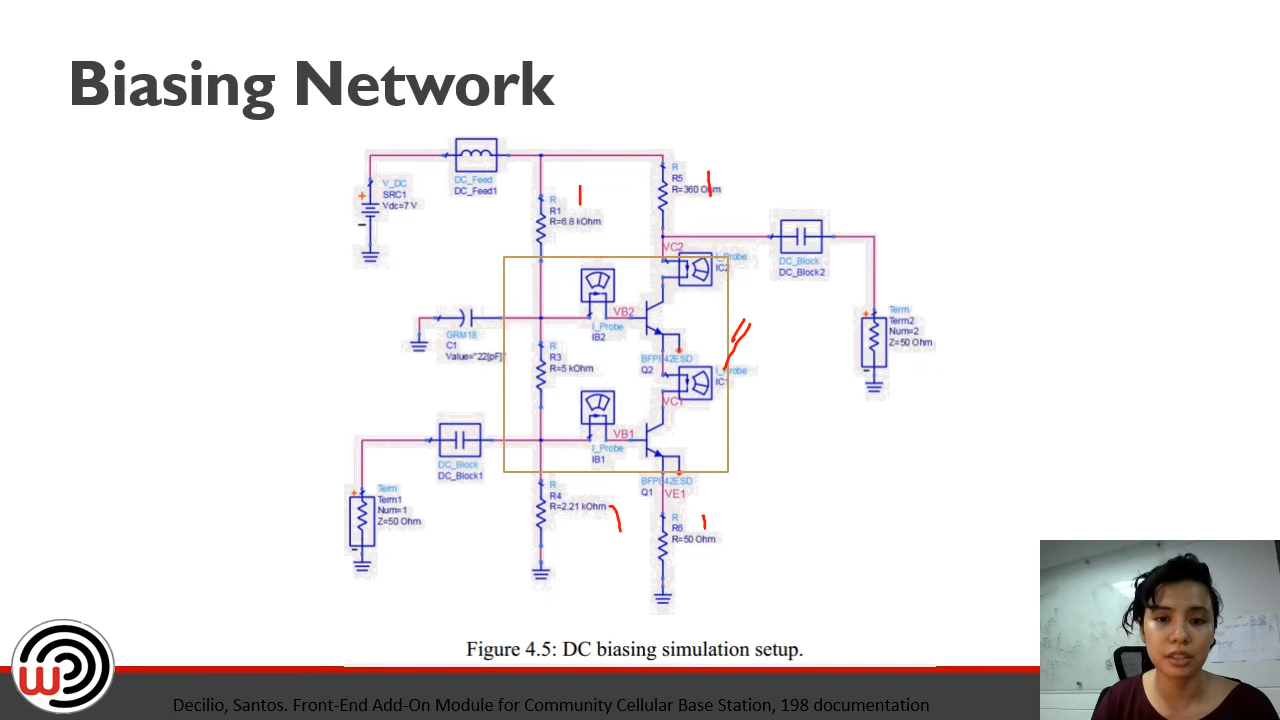 Biasing Network
DC_Feed
DC_Feed1
V_DC
SRC1
Vdc=7 V
R
R1
R=6.8 kOhm
R
R5
R=360 Ohm
VC2
I_Probe
IC2
DC_Block
DC_Block2
Term
Term2
Num=2
Z=50 Ohm
VB2
I_Probe
IB2
GRM18
C1
Value="22[pF]
R
R3
R=5 kOhm
BFP842ESD
Q2
I_Probe
IC1
VC1
VB1
I_Probe
IB1
DC_Block
DC_Block1
Term
Term1
Num=1
Z=50 Ohm
R
R4
R=2.21 kOhm
BFP842ESD
Q1
VE1
R
R6
R=50 Ohm
Figure 4.5: DC biasing simulation setup.
Decilio, Santos. Front-End Add-On Module for Community Cellular Base Station, 198 documentation